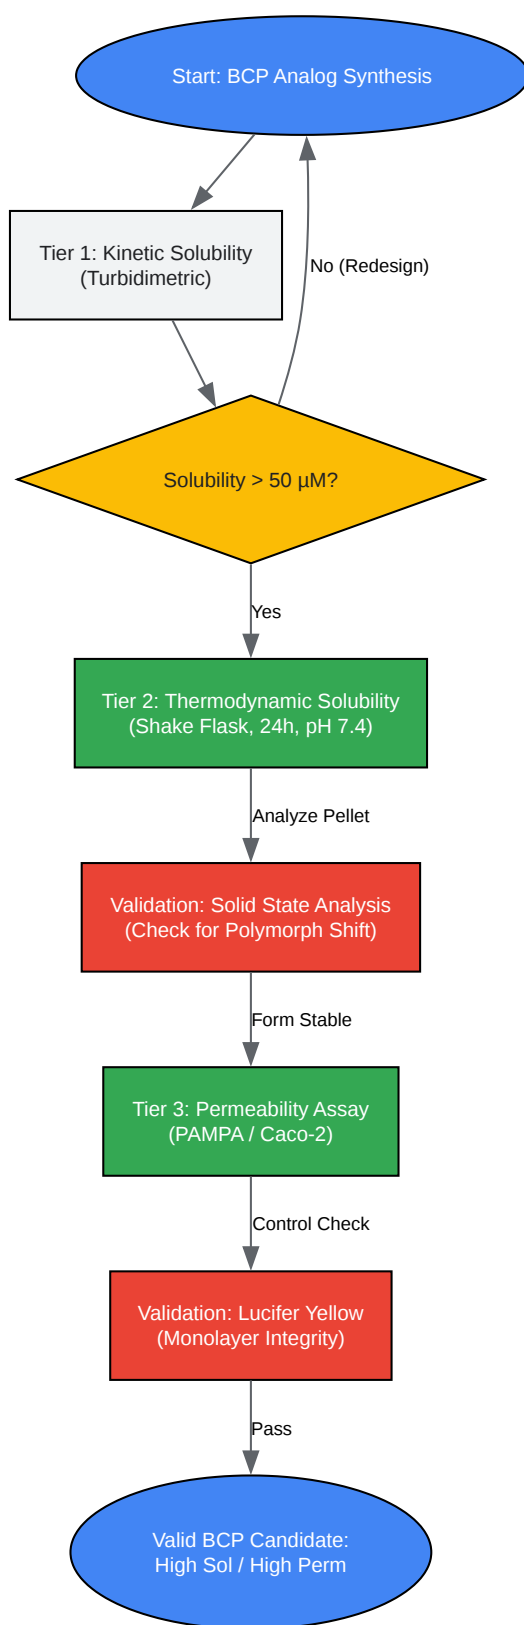 Start: BCP Analog Synthesis
Tier 1: Kinetic Solubility
(Turbidimetric)
No (Redesign)
Solubility > 50 µM?
Yes
Tier 2: Thermodynamic Solubility
(Shake Flask, 24h, pH 7.4)
Analyze Pellet
Validation: Solid State Analysis
(Check for Polymorph Shift)
Form Stable
Tier 3: Permeability Assay
(PAMPA / Caco-2)
Control Check
Validation: Lucifer Yellow
(Monolayer Integrity)
Pass
Valid BCP Candidate:
High Sol / High Perm